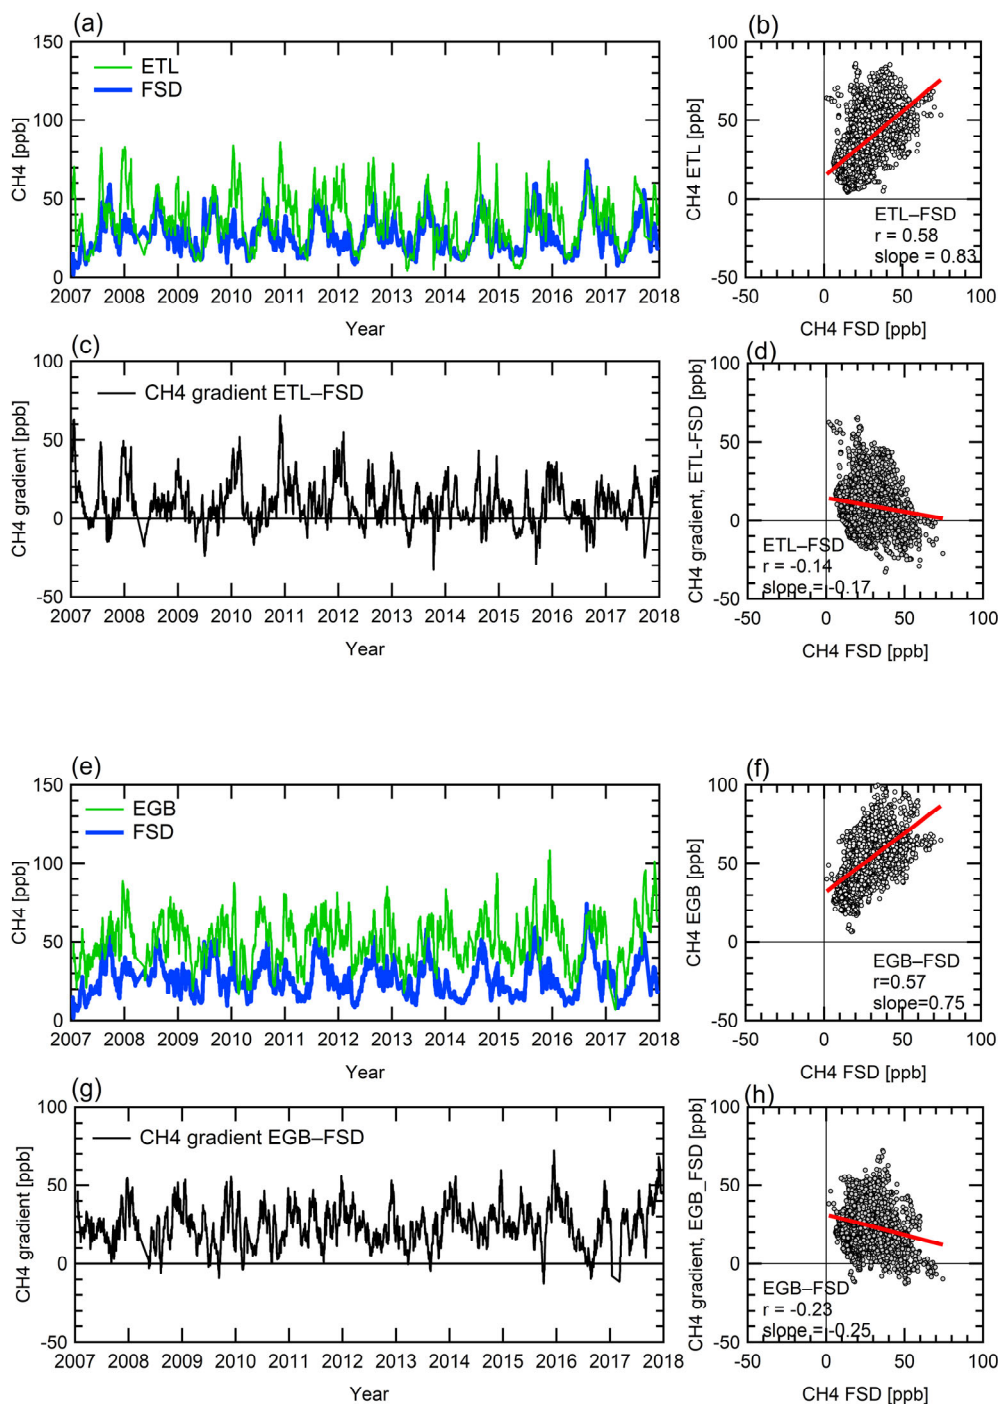 (a)
150
100
50
0
CH4 [ppb]
ETL
FSD
2007 2008 2009 2010 2011 2012 2013 2014 2015 2016 2017 2018
Year
(b)
100
50
0
-50
CH4 ETL [ppb]
ETL–FSD
r = 0.58
slope = 0.83
-50 0 50 100
CH4 FSD [ppb]
(c)
100
50
0
-50
CH4 gradient [ppb]
CH4 gradient ETL–FSD
2007 2008 2009 2010 2011 2012 2013 2014 2015 2016 2017 2018
Year
(d)
100
50
0
-50
CH4 gradient, ETL-FSD [ppb]
ETL–FSD
r = -0.14
slope = -0.17
-50 0 50 100
CH4 FSD [ppb]
(e)
150
100
50
0
CH4 [ppb]
EGB
FSD
2007 2008 2009 2010 2011 2012 2013 2014 2015 2016 2017 2018
Year
(f)
100
50
0
-50
CH4 EGB [ppb]
EGB–FSD
r=0.57
slope=0.75
-50 0 50 100
CH4 FSD [ppb]
(g)
100
50
0
-50
CH4 gradient [ppb]
CH4 gradient EGB–FSD
2007 2008 2009 2010 2011 2012 2013 2014 2015 2016 2017 2018
Year
(h)
100
50
0
-50
CH4 gradient, EGB_FSD [ppb]
EGB–FSD
r = -0.23
slope = -0.25
-50 0 50 100
CH4 FSD [ppb]